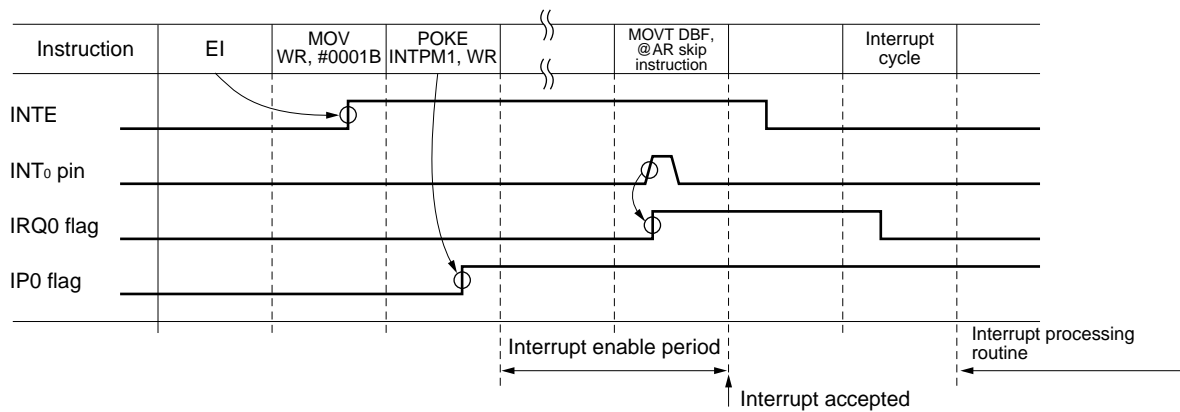 Instruction
EI
MOV
WR, #0001B
POKE
INTPM1, WR
MOVT DBF,
@AR skip
instruction
Interrupt
cycle
INTE
INT0 pin
IRQ0 flag
IP0 flag
Interrupt enable period
Interrupt processing
routine
Interrupt accepted